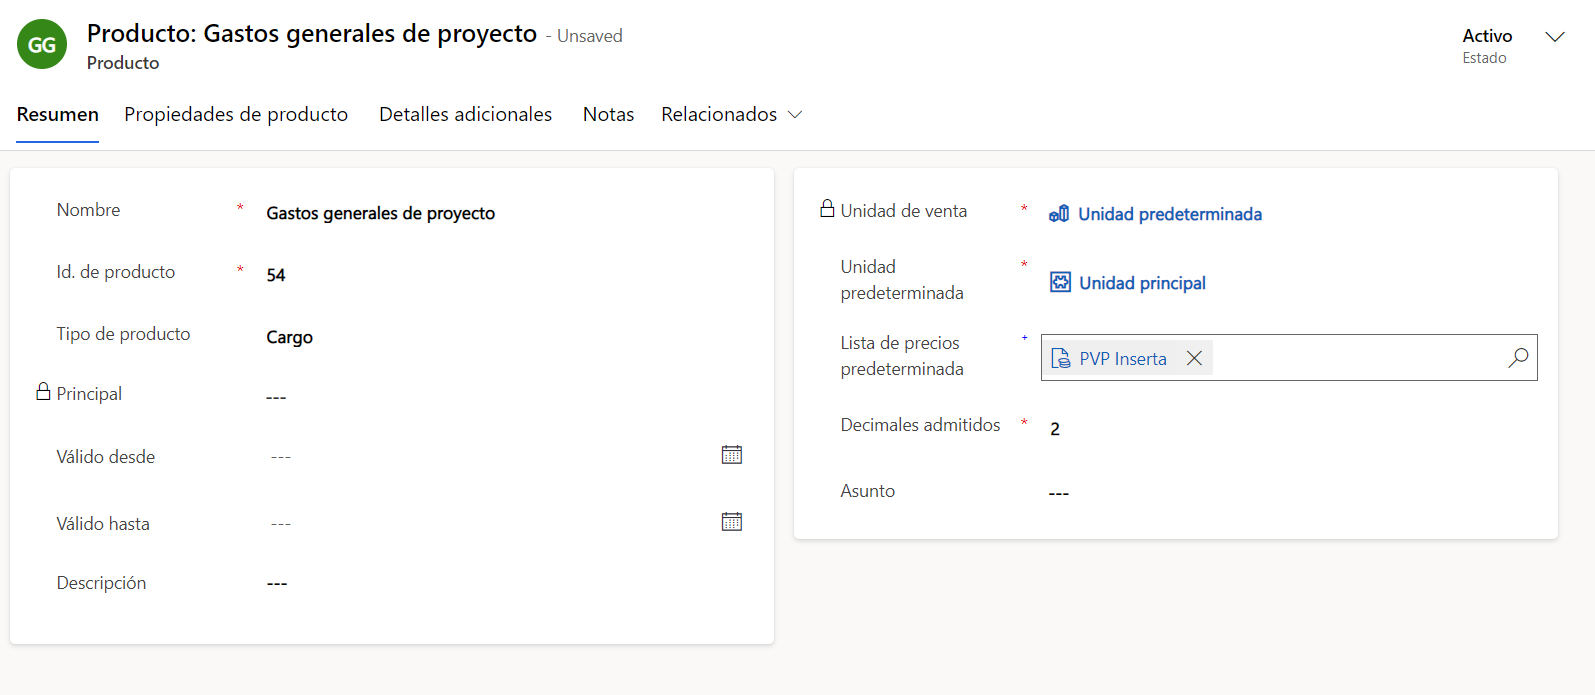 GG
Producto: Gastos generales de proyecto - Unsaved
Producto
Activo
Estado
Resumen Propiedades de producto Detalles adicionales Notas Relacionados
Nombre * Gastos generales de proyecto
Id. de producto * 54
Tipo de producto Cargo
Principal ---
Válido desde ---
Válido hasta ---
Descripción ---
Unidad de venta * Unidad predeterminada
Unidad
predeterminada * Unidad principal
Lista de precios
predeterminada + PVP Inserta
Decimales admitidos * 2
Asunto ---